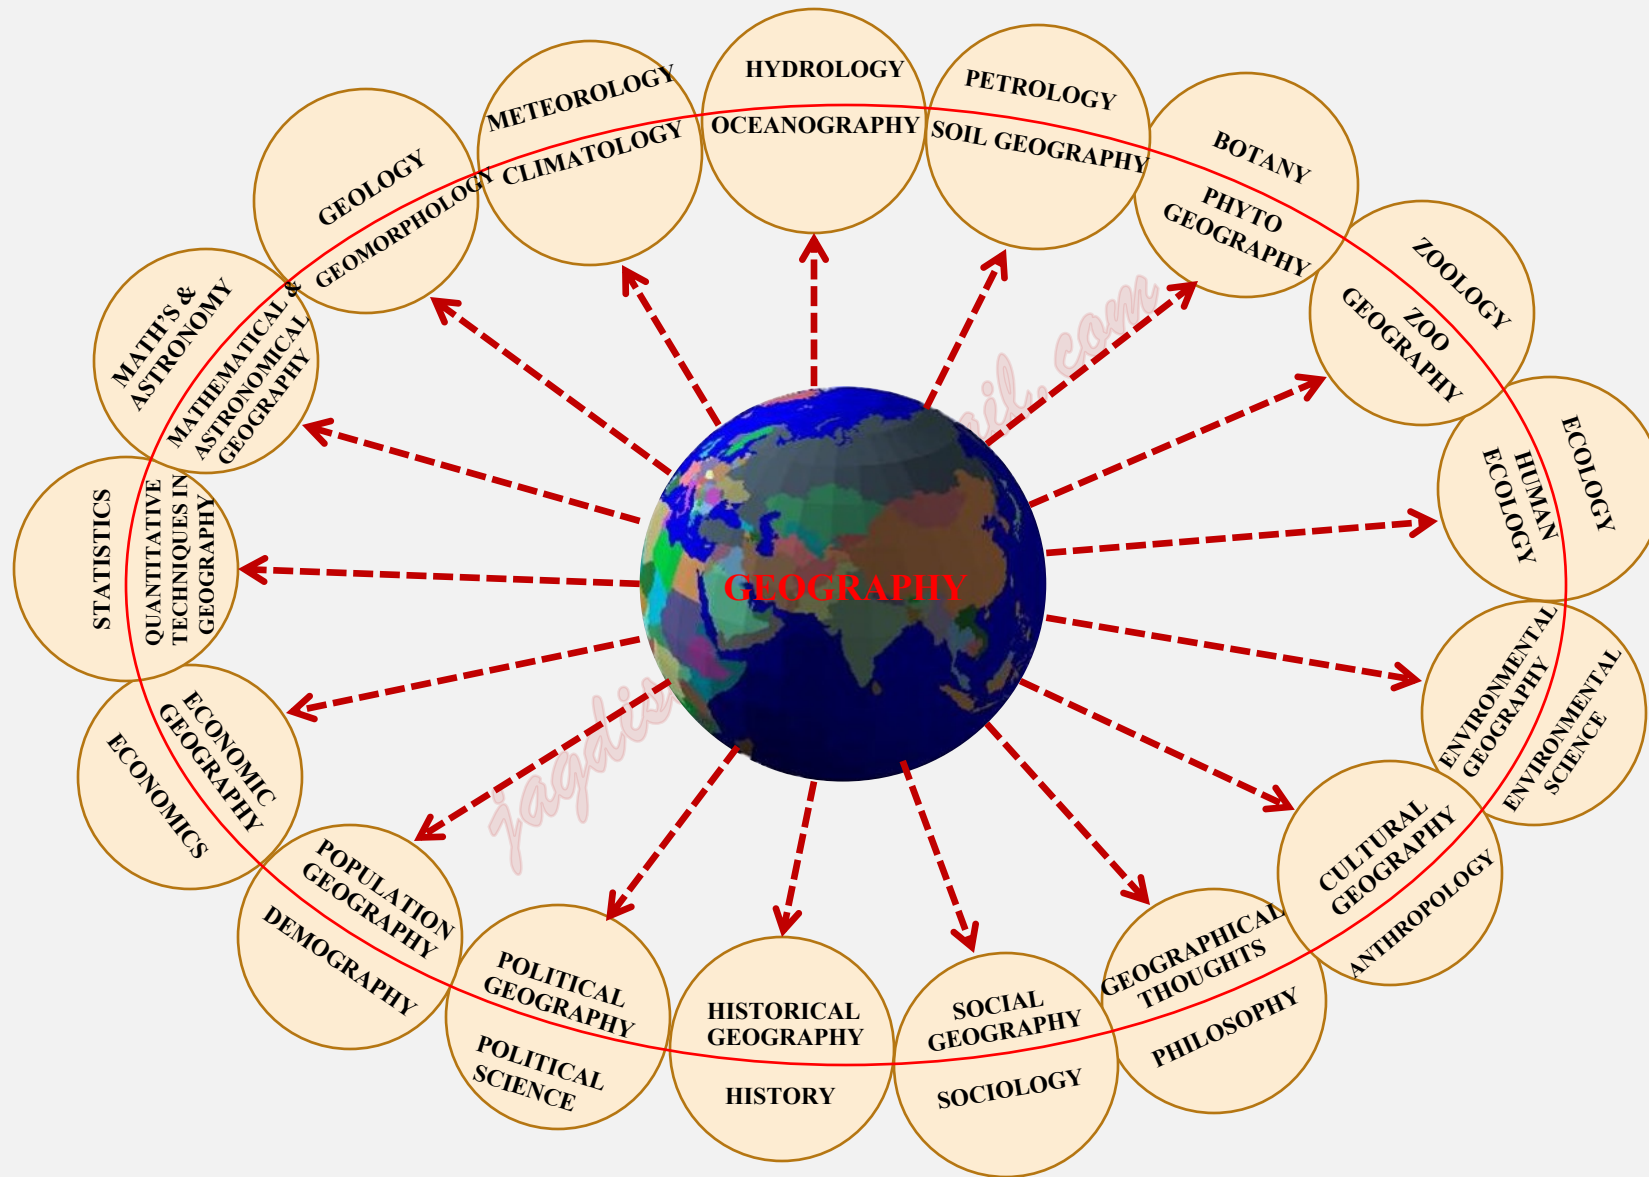 HYDROLOGY
OCEANOGRAPHY
PETROLOGY
SOIL GEOGRAPHY
BOTANY
PHYTO
GEOGRAPHY
ZOOLOGY
ZOO
GEOGRAPHY
ECOLOGY
HUMAN
ECOLOGY
ENVIRONMENTAL
GEOGRAPHY
ENVIRONMENTAL
SCIENCE
CULTURAL
GEOGRAPHY
ANTHROPOLOGY
GEOGRAPHICAL
THOUGHTS
PHILOSOPHY
SOCIAL
GEOGRAPHY
SOCIOLOGY
HISTORICAL
GEOGRAPHY
HISTORY
POLITICAL
GEOGRAPHY
POLITICAL
SCIENCE
POPULATION
GEOGRAPHY
DEMOGRAPHY
ECONOMIC
GEOGRAPHY
ECONOMICS
STATISTICS
QUANTITATIVE
TECHNIQUES IN
GEOGRAPHY
MATH'S &
ASTRONOMY
MATHEMATICAL &
ASTRONOMICAL
GEOGRAPHY
GEOLOGY
GEOMORPHOLOGY
METEOROLOGY
CLIMATOLOGY
GEOGRAPHY